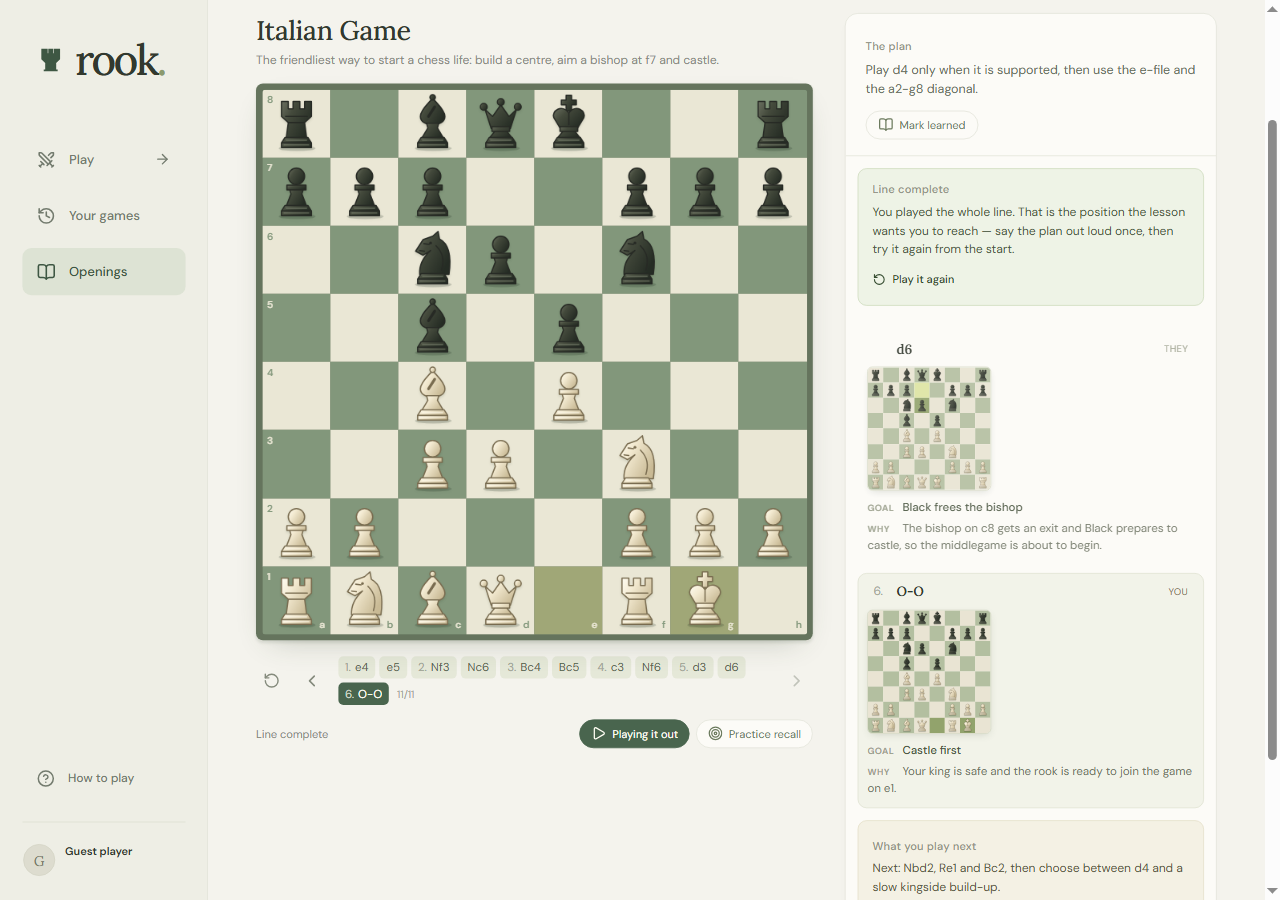 rook.
Play
Your games
Openings
How to play
G
Guest player
Italian Game
The friendliest way to start a chess life: build a centre, aim a bishop at f7 and castle.
8
7
6
5
4
3
2
1
a b c d e f g h
1. e4 e5 2. Nf3 Nc6 3. Bc4 Bc5 4. c3 Nf6 5. d3 d6
6. O-O 11/11
Line complete
Playing it out
Practice recall
The plan
Play d4 only when it is supported, then use the e-file and
the a2-g8 diagonal.
Mark learned
Line complete
You played the whole line. That is the position the lesson
wants you to reach — say the plan out loud once, then
try it again from the start.
Play it again
d6 THEY
GOAL Black frees the bishop
WHY The bishop on c8 gets an exit and Black prepares to
castle, so the middlegame is about to begin.
6. O-O YOU
GOAL Castle first
WHY Your king is safe and the rook is ready to join the game
on e1.
What you play next
Next: Nbd2, Re1 and Bc2, then choose between d4 and a
slow kingside build-up.